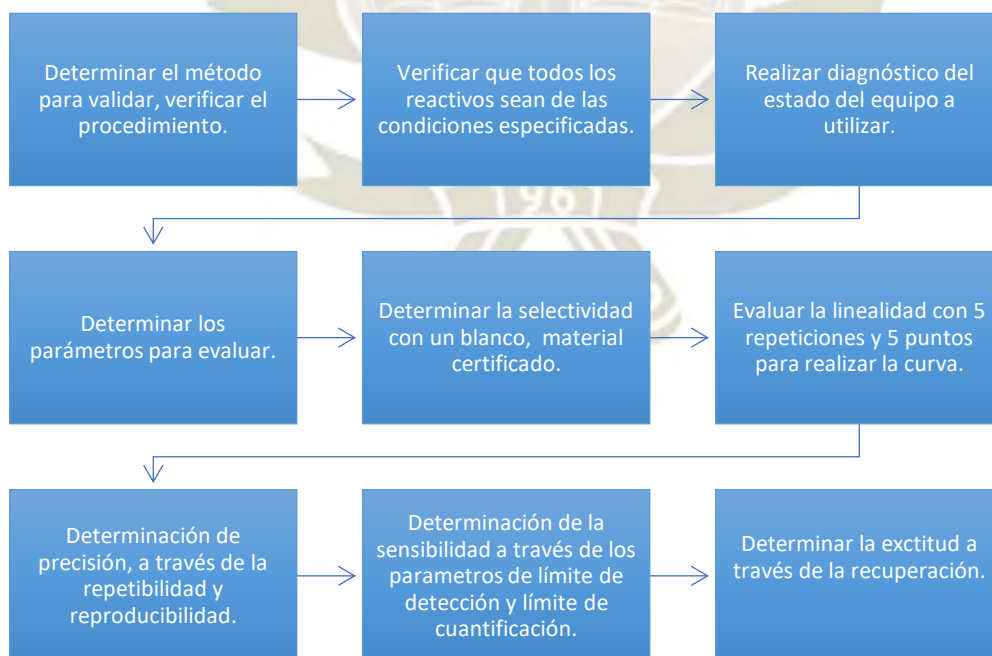 Determinar el método
para validar, verificar el
procedimiento.
Verificar que todos los
reactivos sean de las
condiciones especificadas.
Realizar diagnóstico del
estado del equipo a
utilizar.
196
Determinar los
parámetros para evaluar.
Determinar la selectividad
con un blanco, material
certificado.
Evaluar la linealidad con 5
repeticiones y 5 puntos
para realizar la curva.
Determinación de
precisión, a través de la
repetibilidad y
reproducibilidad.
Determinación de la
sensibilidad a través de los
parametros de límite de
detección y límite de
cuantificación.
Determinar la exctitud a
través de la recuperación.